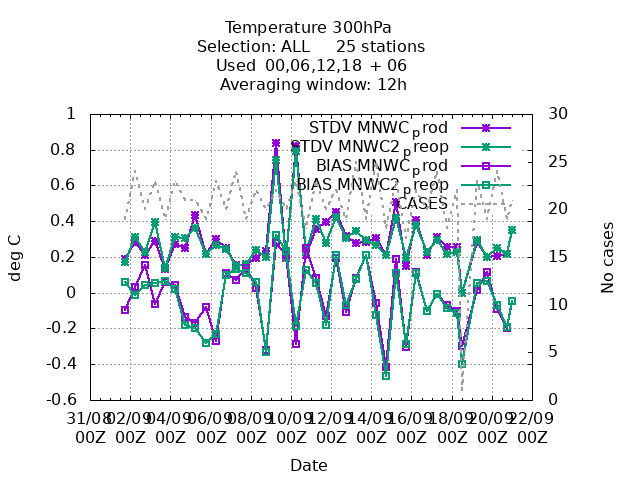 Temperature 300hPa
Selection: ALL 25 stations
Used 00,06,12,18 + 06
Averaging window: 12h
STDV MNWC_prod
STDV MNWC2_preop
BIAS MNWC_prod
BIAS MNWC2_preop
CASES
1
0.8
0.6
0.4
0.2
0
-0.2
-0.4
-0.6
deg C
30
25
20
15
10
5
0
No cases
31/08 02/09 04/09 06/09 08/09 10/09 12/09 14/09 16/09 18/09 20/09 22/09
00Z 00Z 00Z 00Z 00Z 00Z 00Z 00Z 00Z 00Z 00Z 00Z
Date